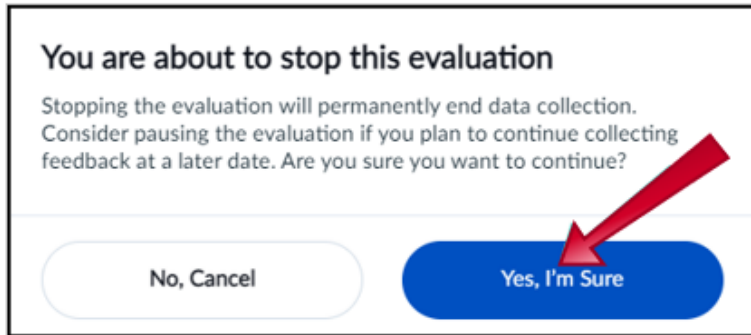 You are about to stop this evaluation
Stopping the evaluation will permanently end data collection.
Consider pausing the evaluation if you plan to continue collecting
feedback at a later date. Are you sure you want to continue?
No, Cancel
Yes, I'm Sure